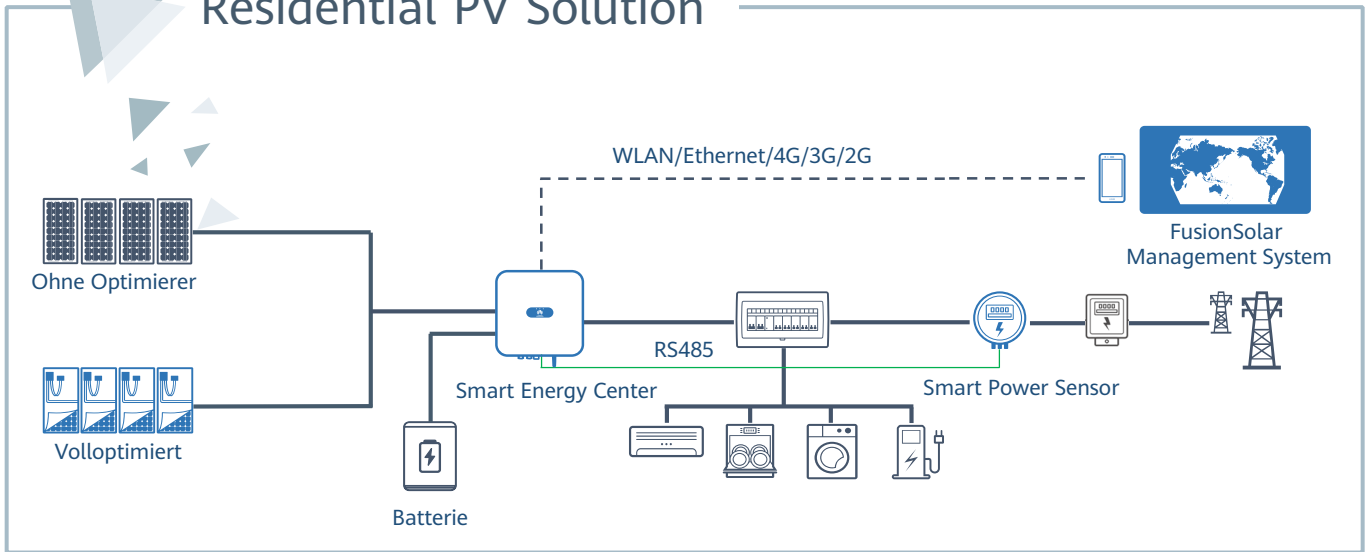 Residential PV Solution
WLAN/Ethernet/4G/3G/2G
FusionSolar
Management System
Ohne Optimierer
RS485
Smart Energy Center
Smart Power Sensor
Volloptimiert
Batterie